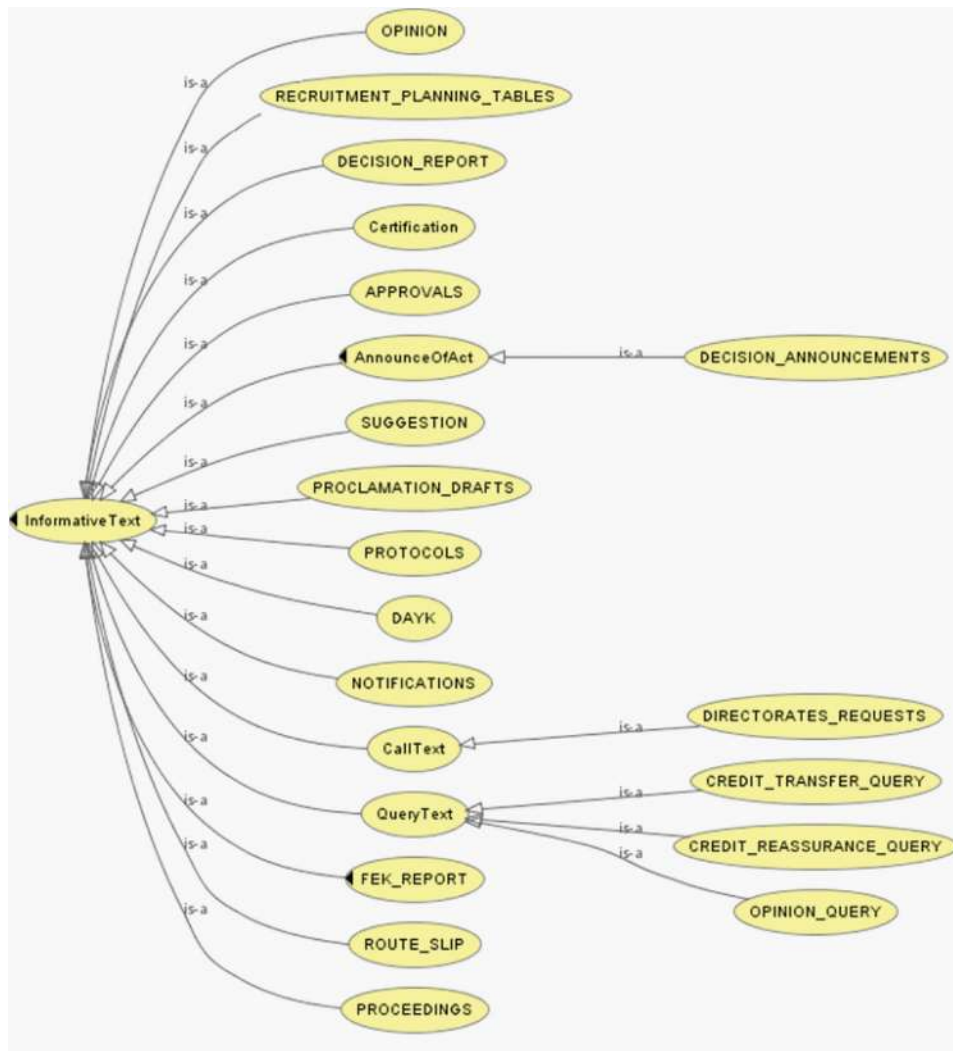 OPINION
is-a
RECRUITMENT_PLANNING_TABLES
is-a
DECISION_REPORT
is-a
Certification
is-a
APPROVALS
is-a
AnnounceOfAct
is-a
DECISION_ANNOUNCEMENTS
is-a
SUGGESTION
is-a
PROCLAMATION_DRAFTS
is-a
InformativeText
is-a
PROTOCOLS
is-a
DAYK
is-a
NOTIFICATIONS
is-a
DIRECTORATES_REQUESTS
is-a
CallText
is-a
CREDIT_TRANSFER_QUERY
is-a
QueryText
is-a
CREDIT_REASSURANCE_QUERY
is-a
FEK_REPORT
is-a
OPINION_QUERY
is-a
ROUTE_SLIP
is-a
PROCEEDINGS